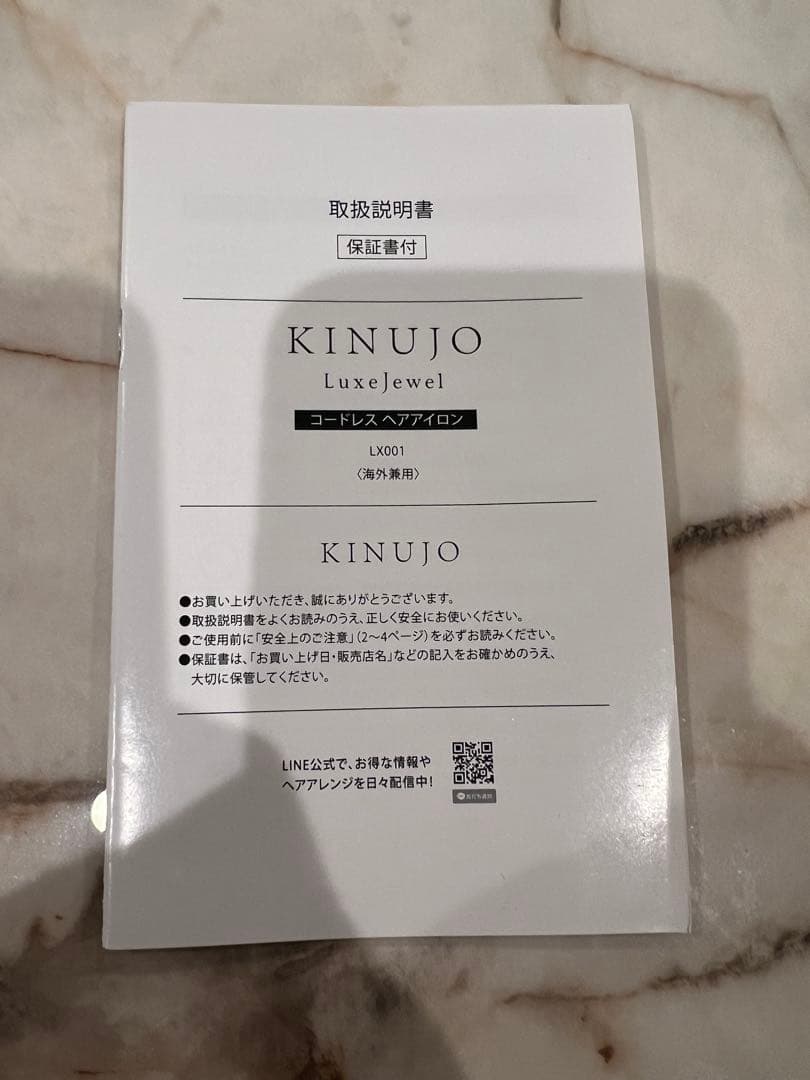 取扱説明書
保証書付
KINUJO
LuxeJewel
コードレス ヘアアイロン
LX001
〈海外兼用〉
KINUJO
●お買い上げいただき、誠にありがとうございます。
●取扱説明書をよくお読みのうえ、正しく安全にお使いください。
●ご使用前に「安全上のご注意」(2〜4ページ)を必ずお読みください。
●保証書は、「お買い上げ日・販売店名」などの記入をお確かめのうえ、
大切に保管してください。
LINE公式で、お得な情報や
ヘアアレンジを日々配信中!
友だち追加